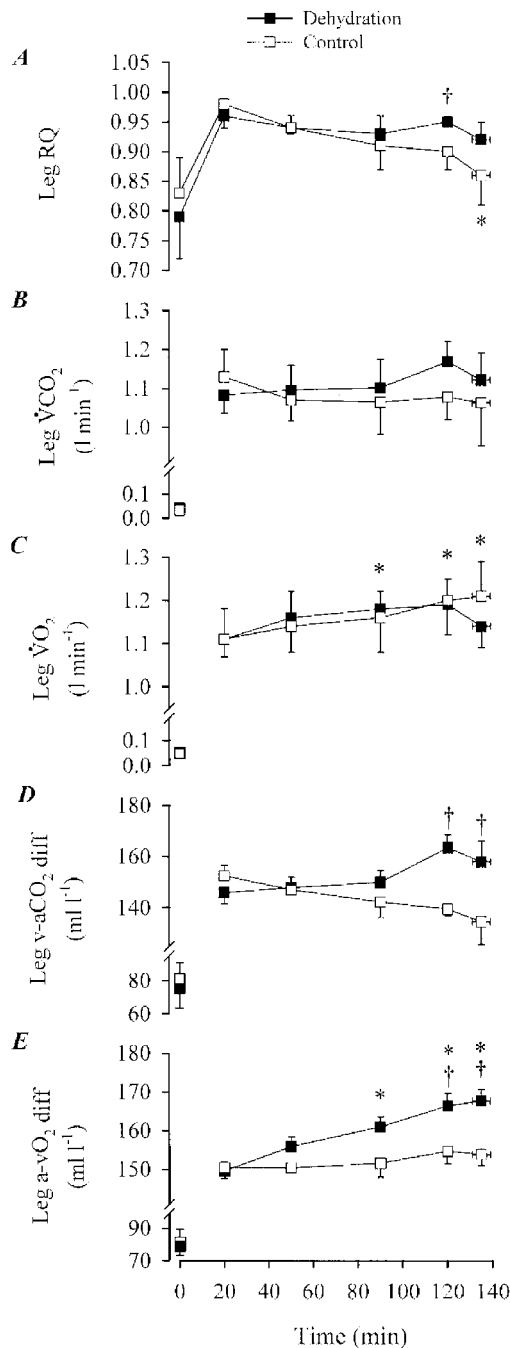 Dehydration
Control
A
1.05
1.00
0.95
0.90
0.85
0.80
0.75
0.70
Leg RQ
†
*
B
1.3
1.2
1.1
1.0
0.1
0.0
Leg V̇CO₂
(l min⁻¹)
C
1.3
1.2
1.1
1.0
0.1
0.0
Leg V̇O₂
(l min⁻¹)
* * *
D
180
160
140
80
60
Leg v-aCO₂ diff
(ml l⁻¹)
† †
E
180
170
160
150
90
70
Leg a-vO₂ diff
(ml l⁻¹)
* * *
† †
0 20 40 60 80 100 120 140
Time (min)